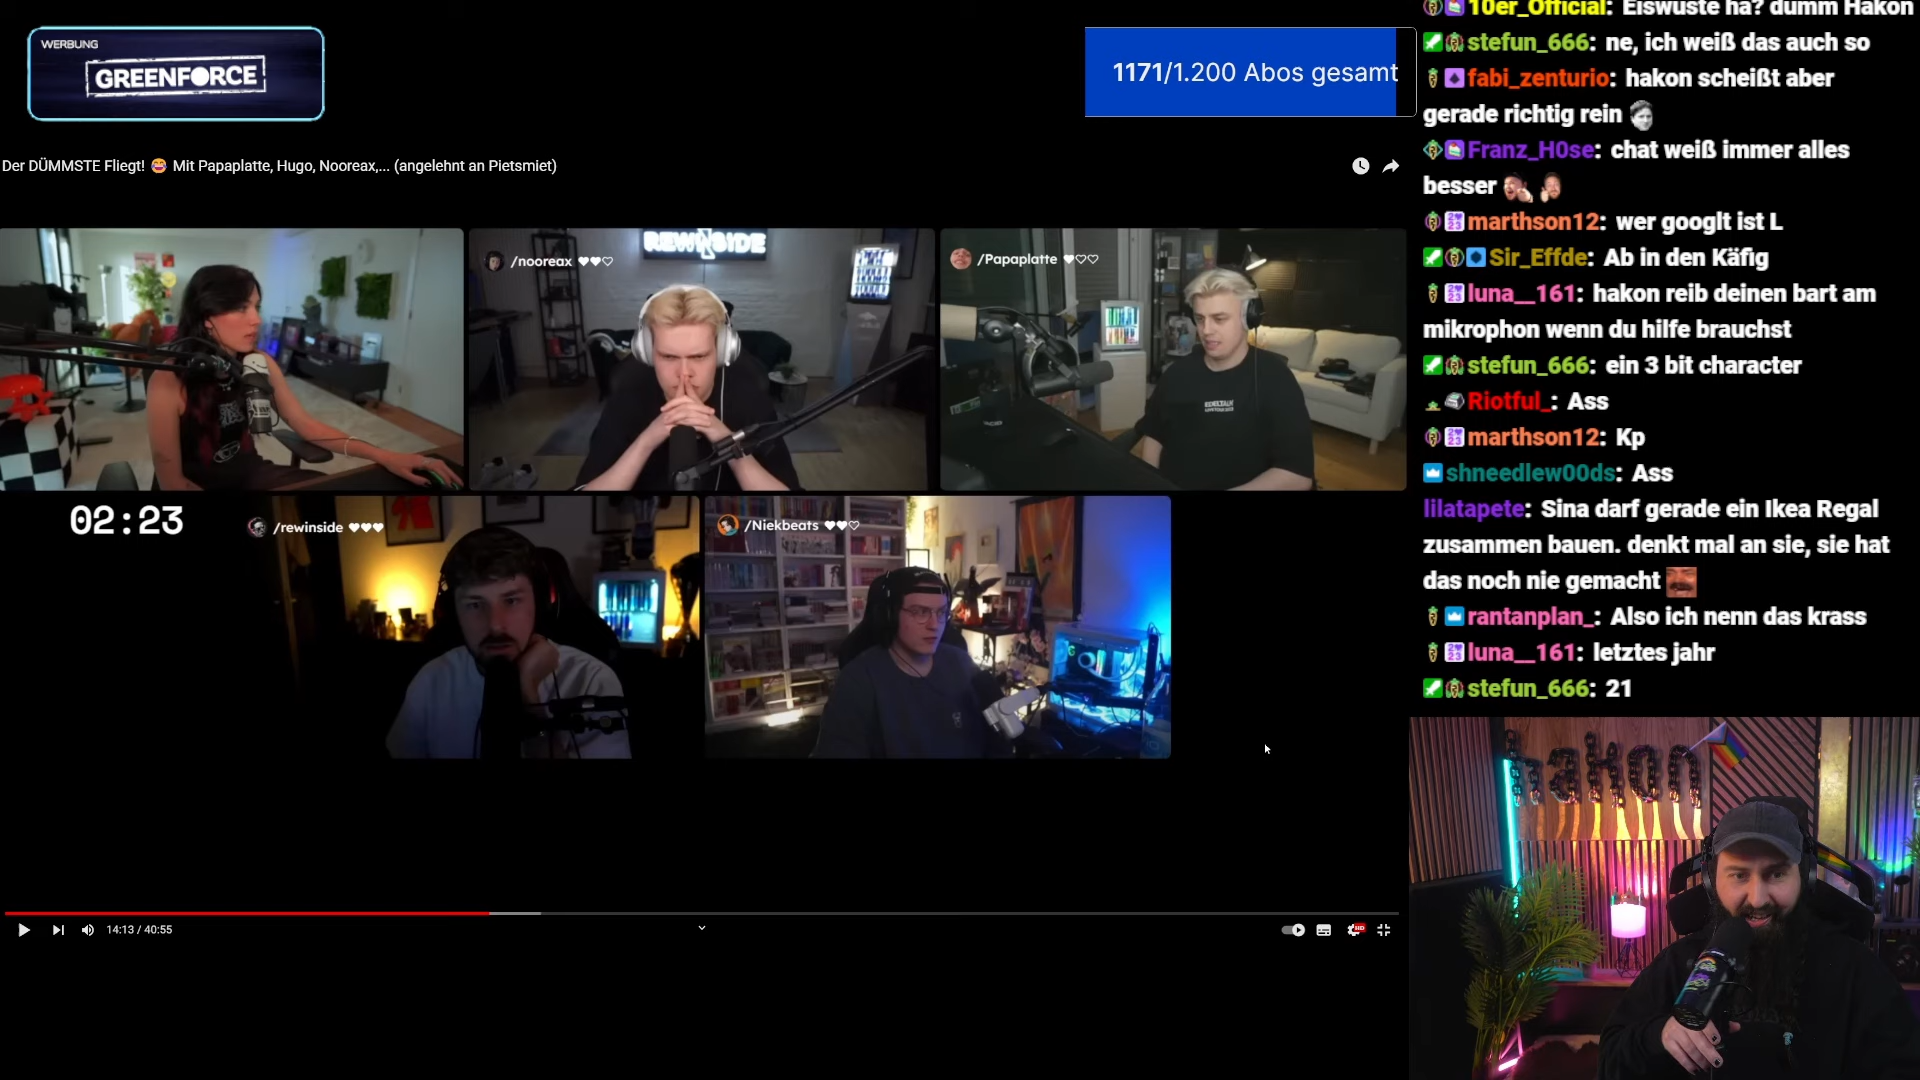 WERBUNG
GREENFORCE
1171/1.200 Abos gesamt
Der DÜMMSTE Fliegt! 😂 Mit Papaplatte, Hugo, Nooreax,... (angelehnt an Pietsmiet)
REWINSIDE
/nooreax ♥♥♡
/Papaplatte ♥♡♡
02:23
/rewinside ♥♥♥
/Niekbeats ♥♥♡
14:13 / 40:55
HD
10er_Official: Eiswüste ha? dumm Hakon
stefun_666: ne, ich weiß das auch so
fabi_zenturio: hakon scheißt aber
gerade richtig rein
Franz_H0se: chat weiß immer alles
besser
marthson12: wer googlt ist L
Sir_Effde: Ab in den Käfig
luna__161: hakon reib deinen bart am
mikrophon wenn du hilfe brauchst
stefun_666: ein 3 bit character
Riotful_: Ass
marthson12: Kp
shneedlew00ds: Ass
lilatapete: Sina darf gerade ein Ikea Regal
zusammen bauen. denkt mal an sie, sie hat
das noch nie gemacht
rantanplan_: Also ich nenn das krass
luna__161: letztes jahr
stefun_666: 21
hakon